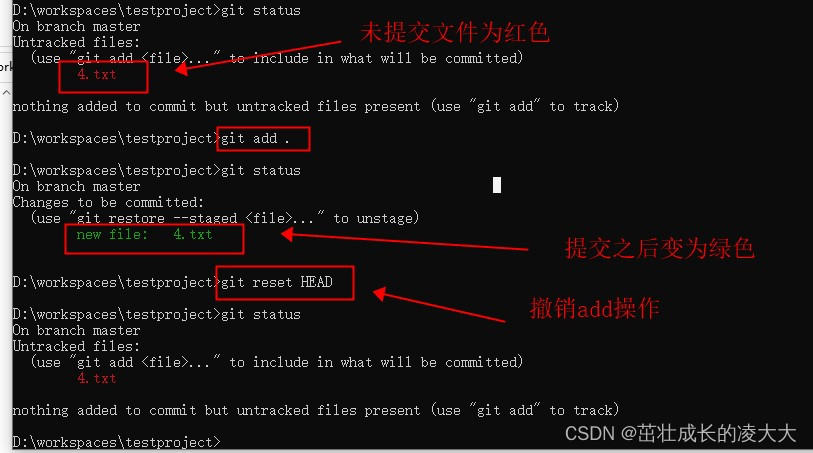 D:\workspaces\testproject>git status
On branch master
Untracked files:
未提交文件为红色
(use "git add <file>..." to include in what will be committed)
ork
4.txt
nothing added to commit but untracked files present (use "git add" to track)
D:\workspaces\testproject>git add .
D:\workspaces\testproject>git status
On branch master
Changes to be committed:
(use "git restore --staged <file>..." to unstage)
new file: 4.txt
提交之后变为绿色
D:\workspaces\testproject>git reset HEAD
撤销add操作
D:\workspaces\testproject>git status
On branch master
Untracked files:
(use "git add <file>..." to include in what will be committed)
4.txt
nothing added to commit but untracked files present (use "git add" to track)
D:\workspaces\testproject>
CSDN @茁壮成长的凌大大